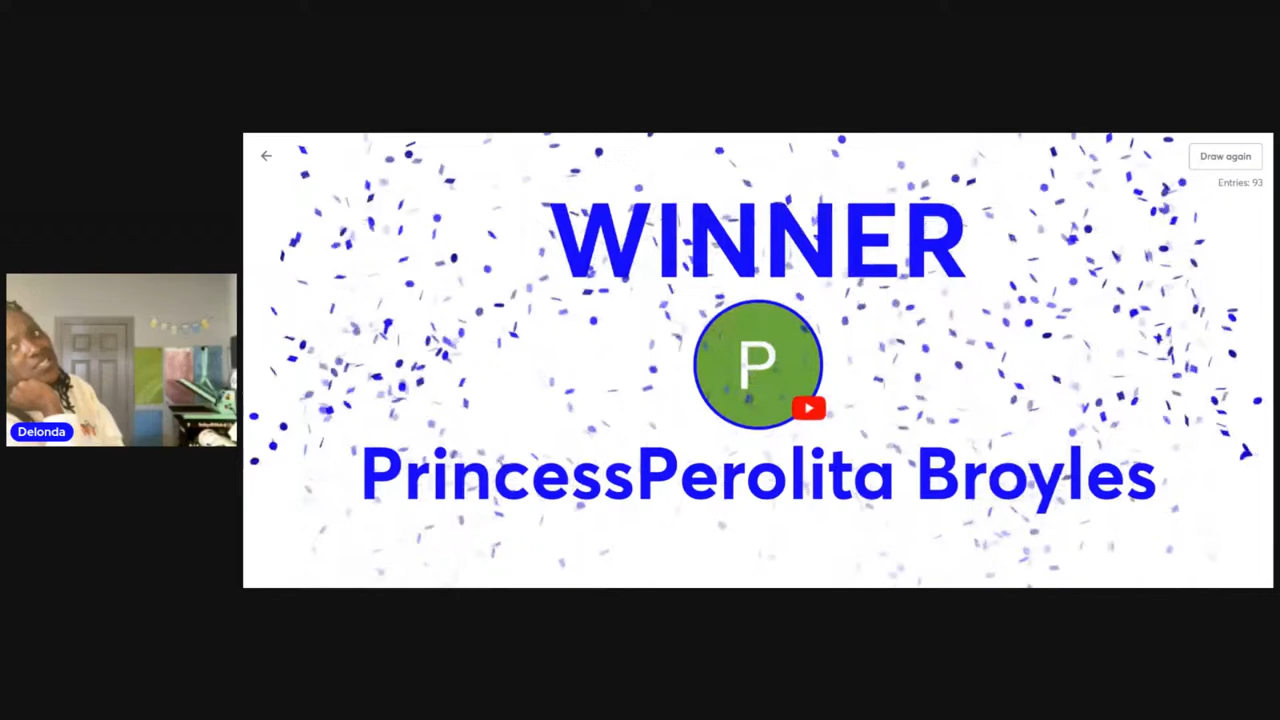 Draw again
Entries: 93
WINNER
P
PrincessPerolita Broyles
Delonda